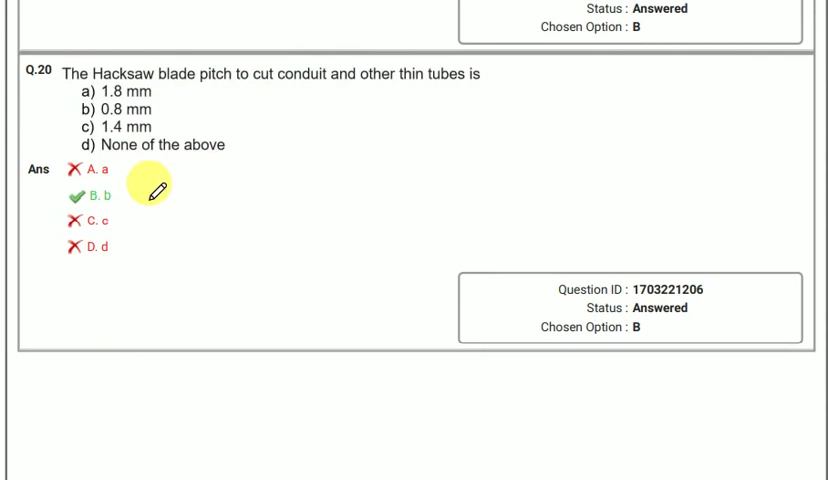 Status : Answered
Chosen Option : B
Q.20 The Hacksaw blade pitch to cut conduit and other thin tubes is
a) 1.8 mm
b) 0.8 mm
c) 1.4 mm
d) None of the above
Ans A. a
B. b
C. c
D. d
Question ID : 1703221206
Status : Answered
Chosen Option : B